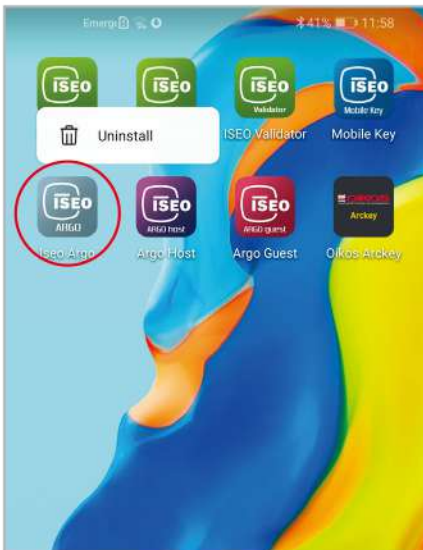 Emerge 41% 11:58
ISEO ISEO ISEO ISEO
Validator Mobile Key
Uninstall ISEO Validator Mobile Key
ISEO ISEO ISEO
ARGO ARGO host ARGO guest Arckey
Iseo Argo Argo Host Argo Guest Oikos Arckey